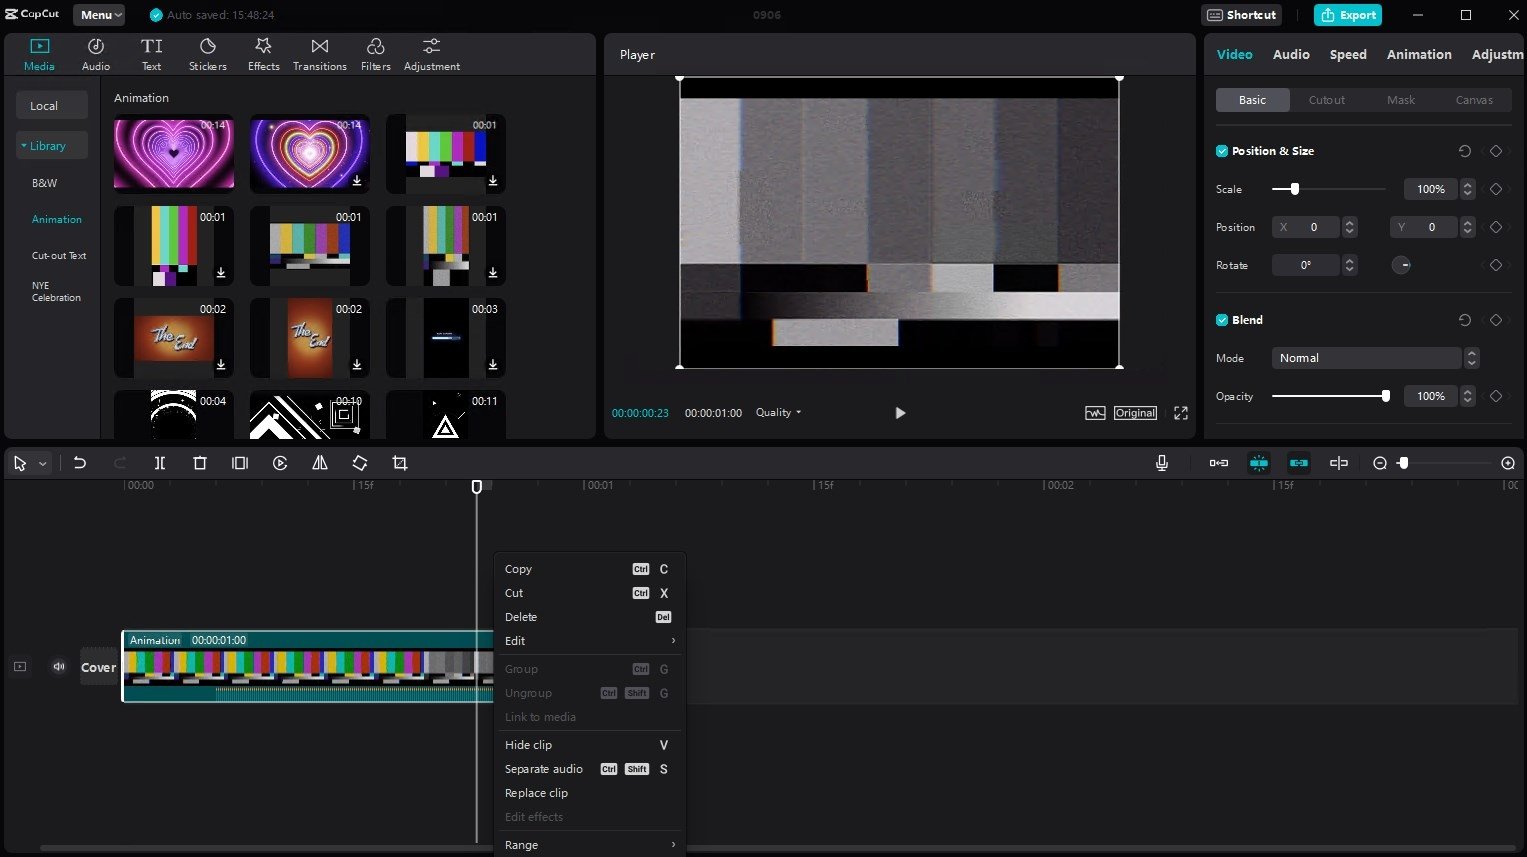 CapCut Menu Auto saved: 15:48:24 0906 Shortcut Export
Media Audio Text Stickers Effects Transitions Filters Adjustment
Local
Library
B&W
Animation
Cut-out Text
NYE
Celebration
Animation
00:14 00:14 00:01
00:01 00:01 00:01
The End The End
00:02 00:02 00:03
00:04 00:10 00:11
Player
00:00:00:23 00:00:01:00 Quality Original
Video Audio Speed Animation Adjustm
Basic Cutout Mask Canvas
Position & Size
Scale 100%
Position X 0 Y 0
Rotate 0°
Blend
Mode Normal
Opacity 100%
00:00 15f 00:01 15f 00:02 15f 00
Cover
Animation 00:00:01:00
Copy Ctrl C
Cut Ctrl X
Delete Del
Edit
Group Ctrl G
Ungroup Ctrl Shift G
Link to media
Hide clip V
Separate audio Ctrl Shift S
Replace clip
Edit effects
Range